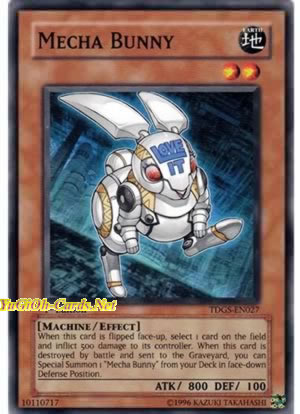 MECHA BUNNY
EARTH
地
LOVE
IT
TDGS-EN027
YuGiOh-Cards.Net
[MACHINE / EFFECT]
When this card is flipped face-up, select 1 card on the field
and inflict 500 damage to its controller. When this card is
destroyed by battle and sent to the Graveyard, you can
Special Summon 1 "Mecha Bunny" from your Deck in face-down
Defense Position.
ATK/ 800 DEF/ 100
10110717
©1996 KAZUKI TAKAHASHI